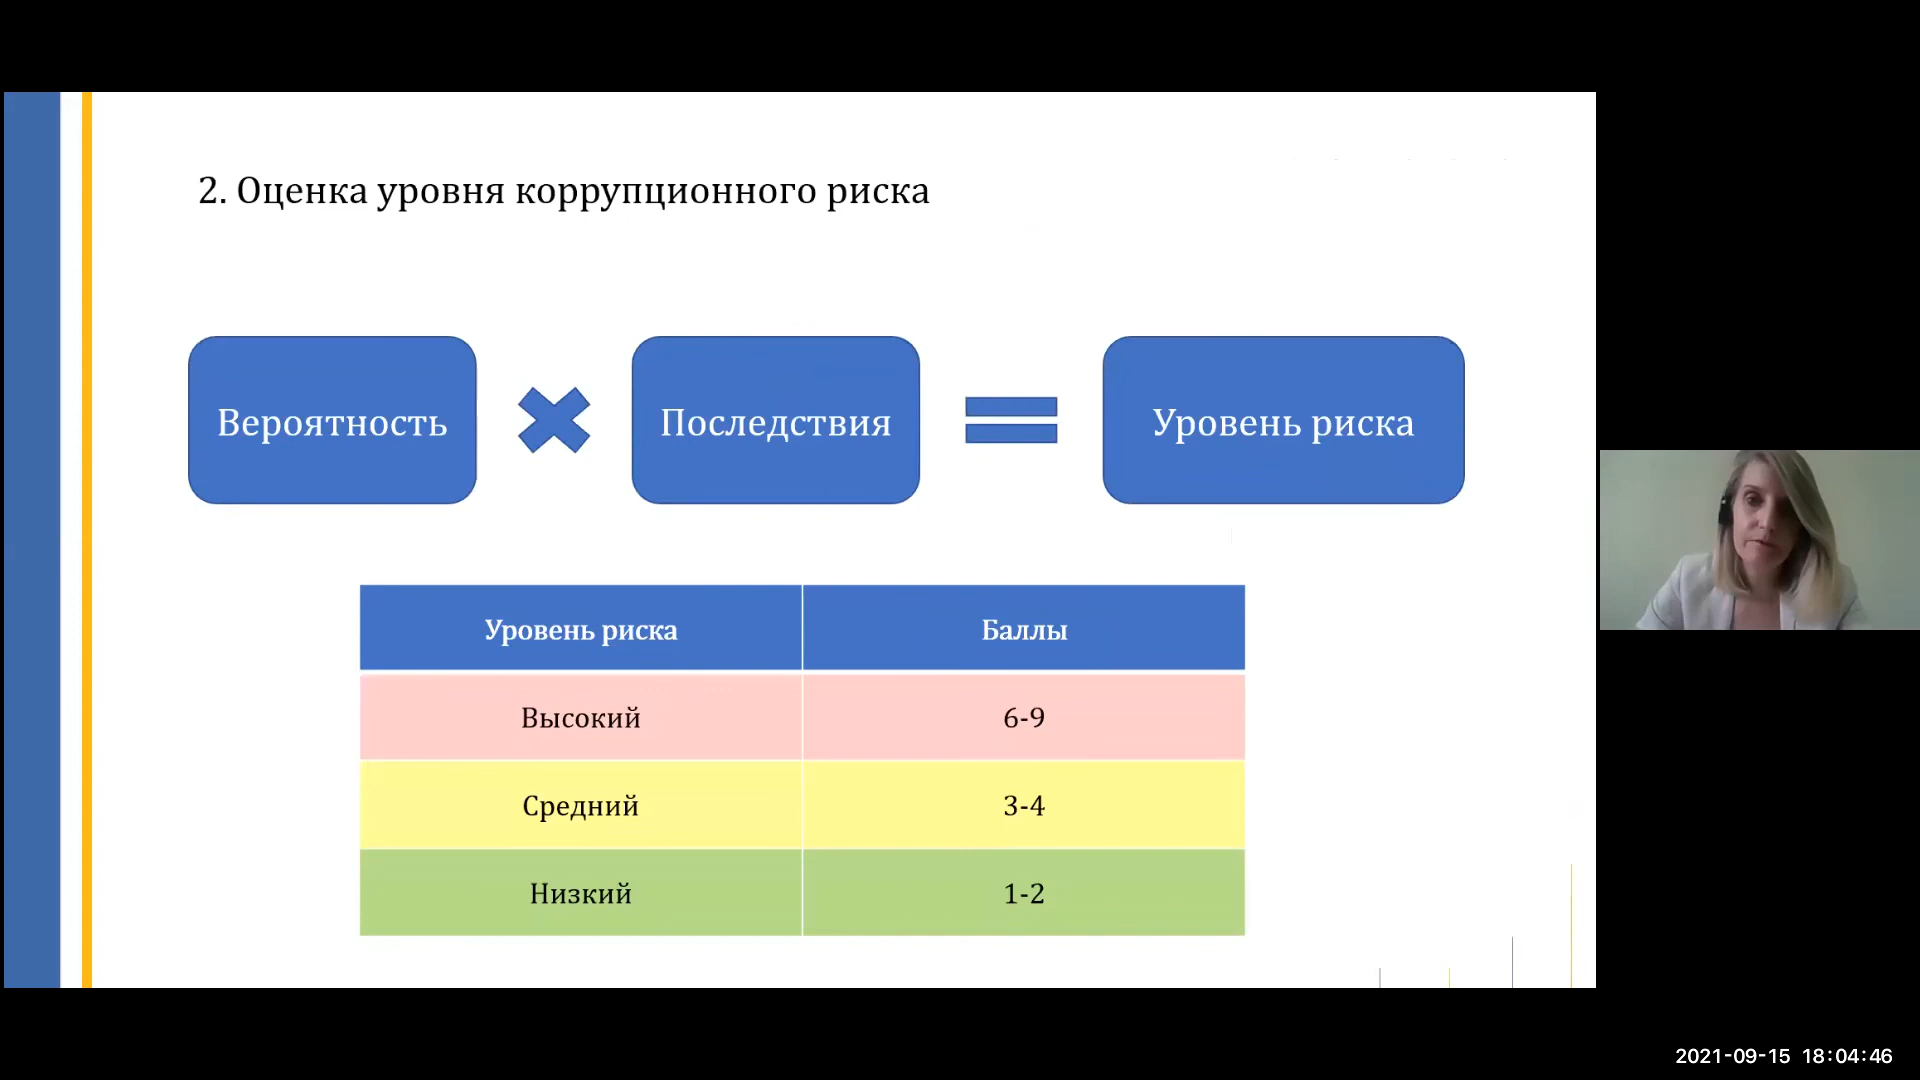 2. Оценка уровня коррупционного риска
Вероятность
Последствия
Уровень риска
Уровень риска Баллы
Высокий 6-9
Средний 3-4
Низкий 1-2
2021-09-15 18:04:46